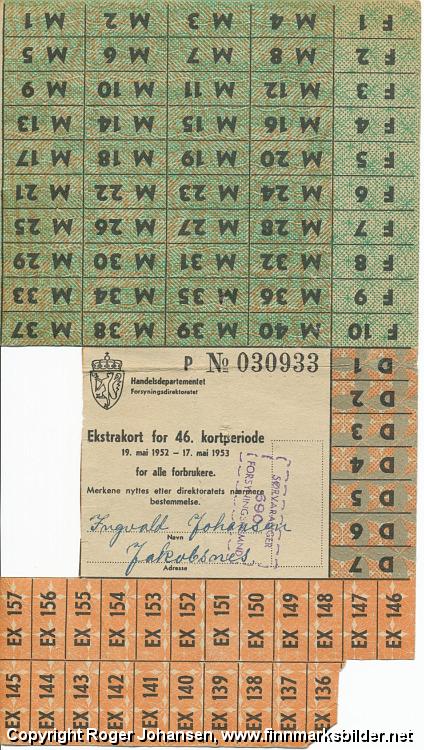 M 1 M 2 M 3 M 4 F 1
M 5 M 6 M 7 M 8 F 2
M 9 M 10 M 11 M 12 F 3
M 13 M 14 M 15 M 16 F 4
M 17 M 18 M 19 M 20 F 5
M 21 M 22 M 23 M 24 F 6
M 25 M 26 M 27 M 28 F 7
M 29 M 30 M 31 M 32 F 8
M 33 M 34 M 35 M 36 F 9
M 37 M 38 M 39 M 40 F 10
P № 030933
Handelsdepartementet
Forsyningsdirektoratet
Ekstrakort for 46. kortperiode
19. mai 1952 – 17. mai 1953
for alle forbrukere.
Merkene nyttes etter direktoratets nærmere
bestemmelse.
Ingvald Johansen
Navn
Jakobsnes
Adresse
SØRVARANGER
690
FORSYNINGSNEMND
D 1
D 2
D 3
D 4
D 5
D 6
D 7
EX 157 EX 156 EX 155 EX 154 EX 153 EX 152 EX 151 EX 150 EX 149 EX 148 EX 147 EX 146
EX 145 EX 144 EX 143 EX 142 EX 141 EX 140 EX 139 EX 138 EX 137 EX 136
Copyright Roger Johansen, www.finnmarksbilder.net